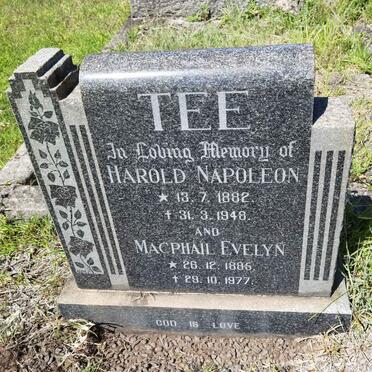 TEE
In Loving Memory of
HAROLD NAPOLEON
★ 13. 7. 1882.
† 31. 3. 1948.
AND
MACPHAIL EVELYN
★ 26. 12. 1886.
† 29. 10. 1977.
GOD IS LOVE